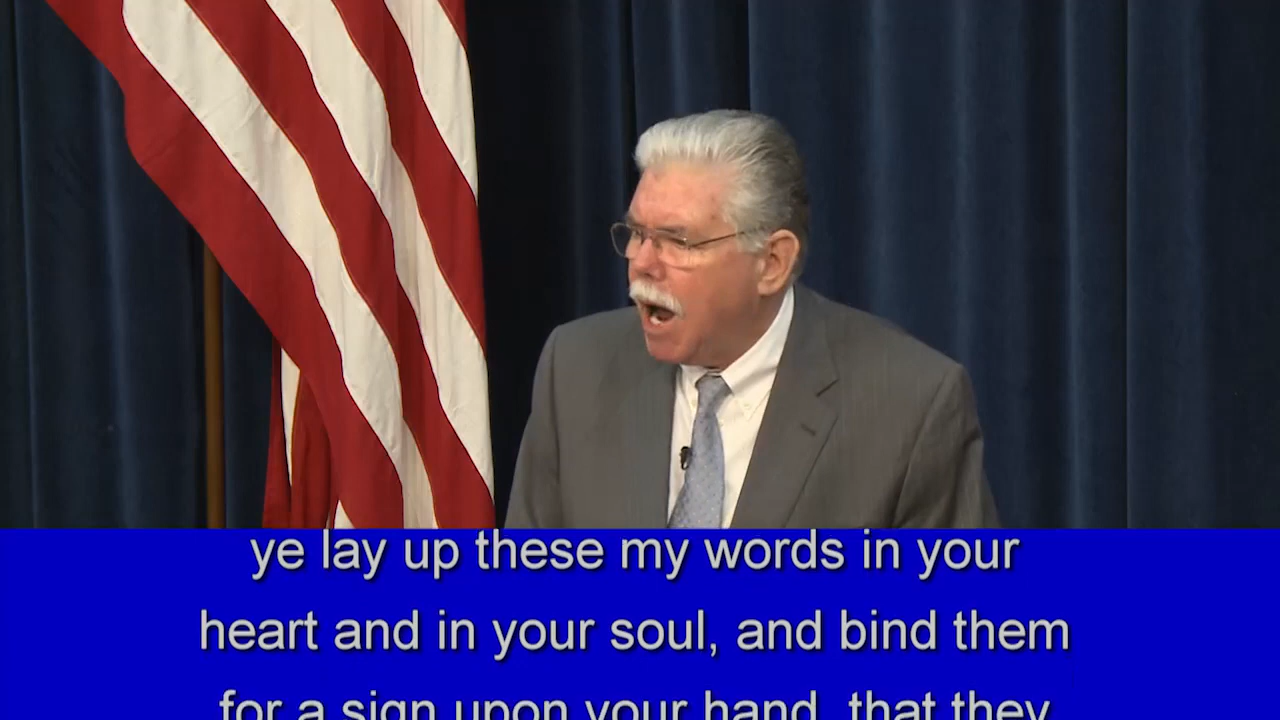 ye lay up these my words in your
heart and in your soul, and bind them
for a sign upon your hand, that they